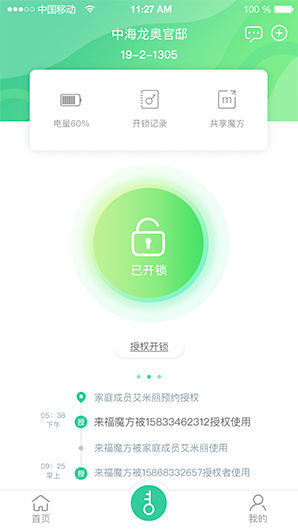 中国移动 11:27 AM 100 %
中海龙奥官邸
19-2-1305
电量60% 开锁记录 共享魔方
m
已开锁
授权开锁
家庭成员艾米丽预约授权
05:38 授 来福魔方被15833462312授权使用
下午
来福魔方被家庭成员艾米丽使用
09:25 授 来福魔方被15868332657授权者使用
早上
首页 我的